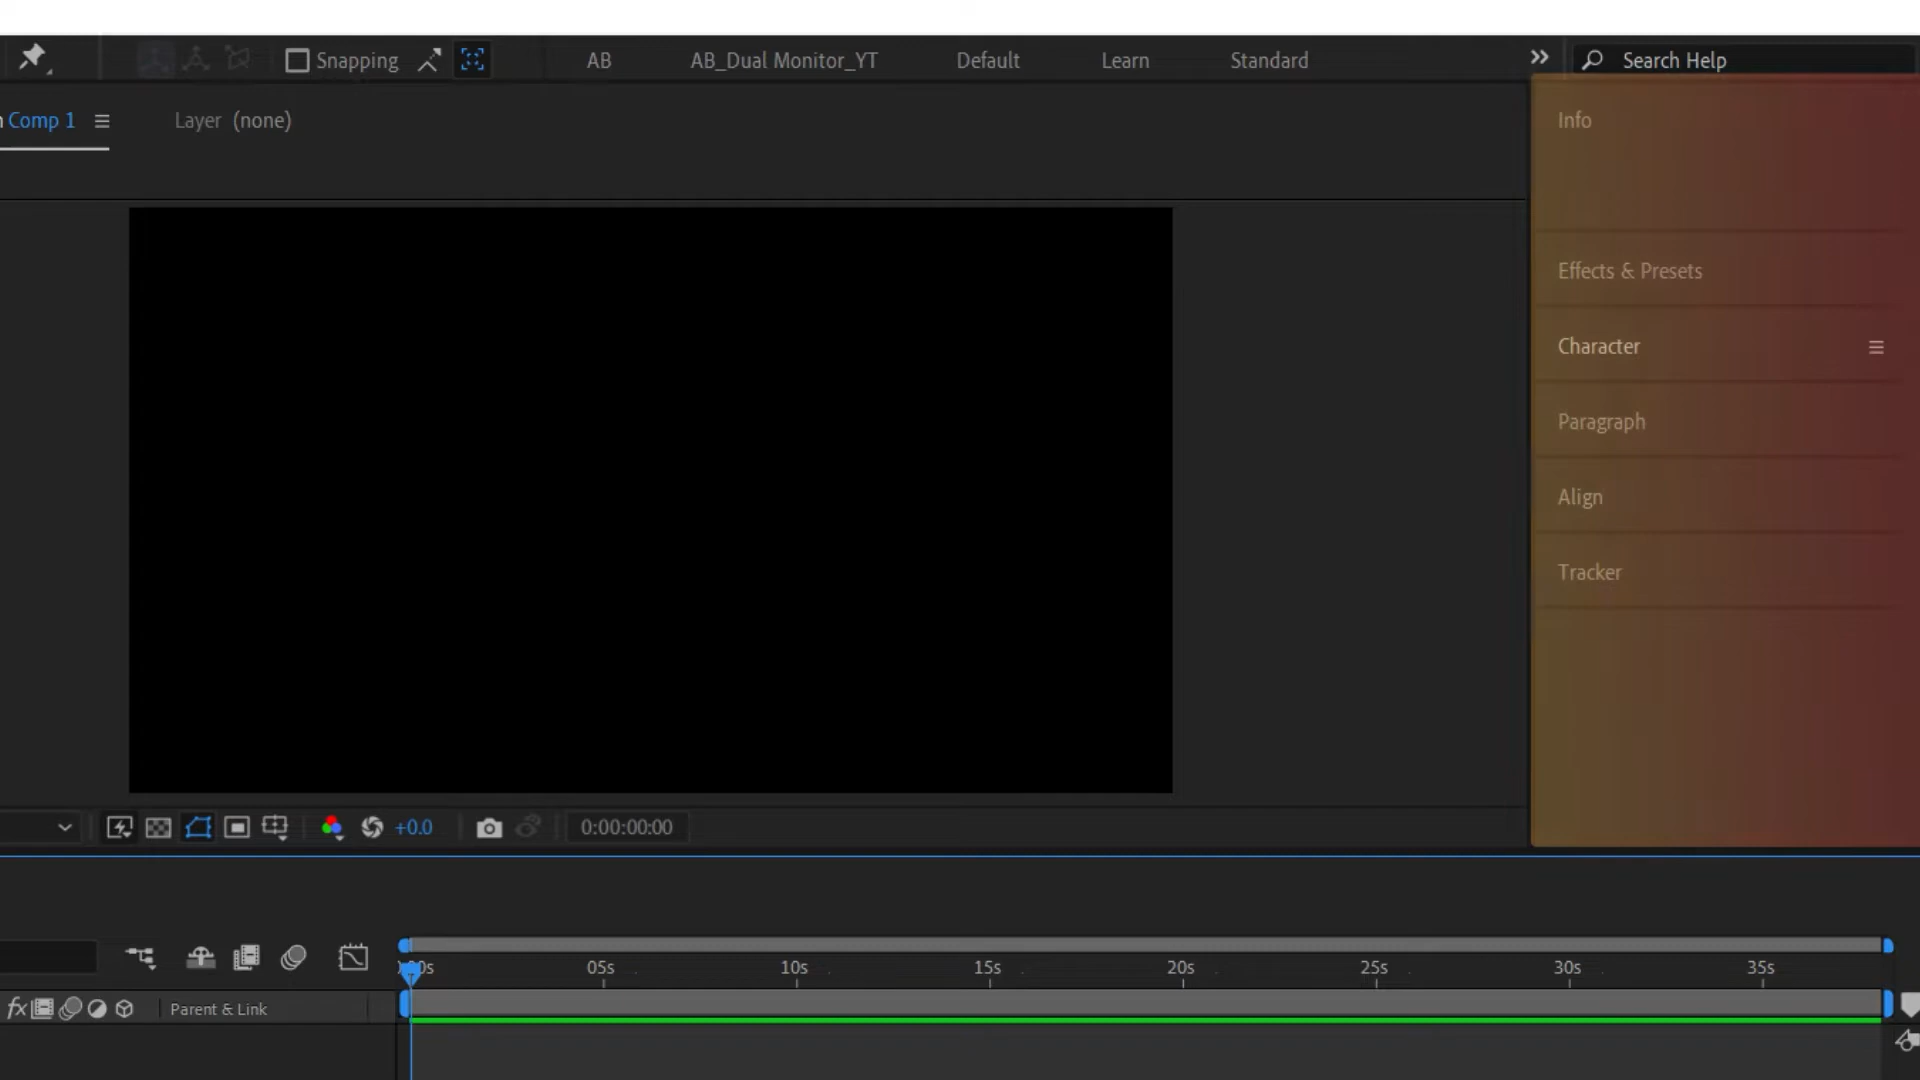 Snapping AB AB_Dual Monitor_YT Default Learn Standard Search Help
Comp 1 Layer (none)
Info
Effects & Presets
Character
Paragraph
Align
Tracker
+0.0 0:00:00:00
05s 10s 15s 20s 25s 30s 35s
fx Parent & Link